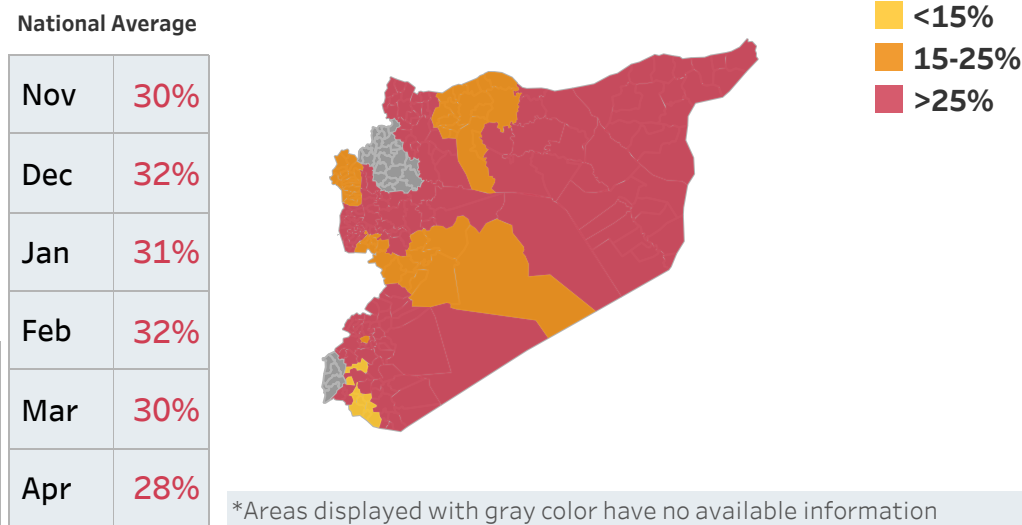 National Average
Nov 30%
Dec 32%
Jan 31%
Feb 32%
Mar 30%
Apr 28%
<15%
15-25%
>25%
*Areas displayed with gray color have no available information